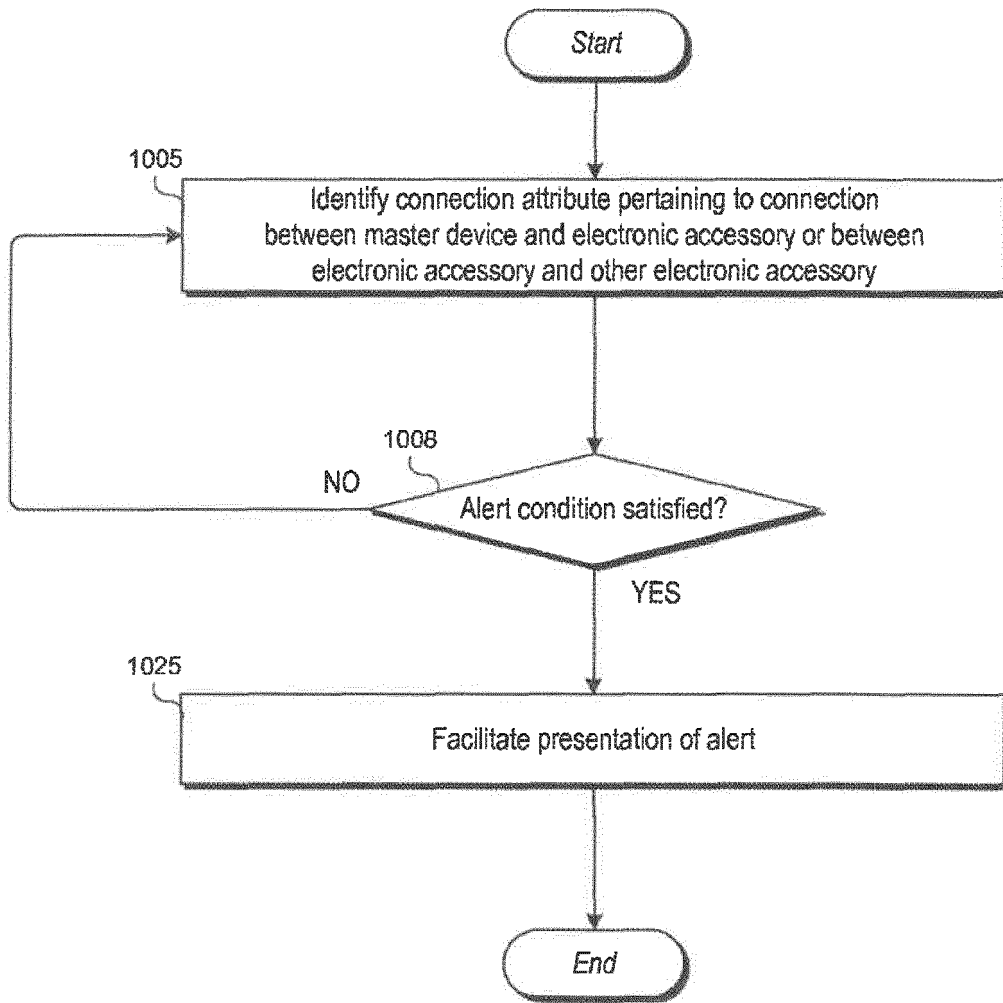 Start
1005
Identify connection attribute pertaining to connection
between master device and electronic accessory or between
electronic accessory and other electronic accessory
1008
NO
Alert condition satisfied?
YES
1025
Facilitate presentation of alert
End